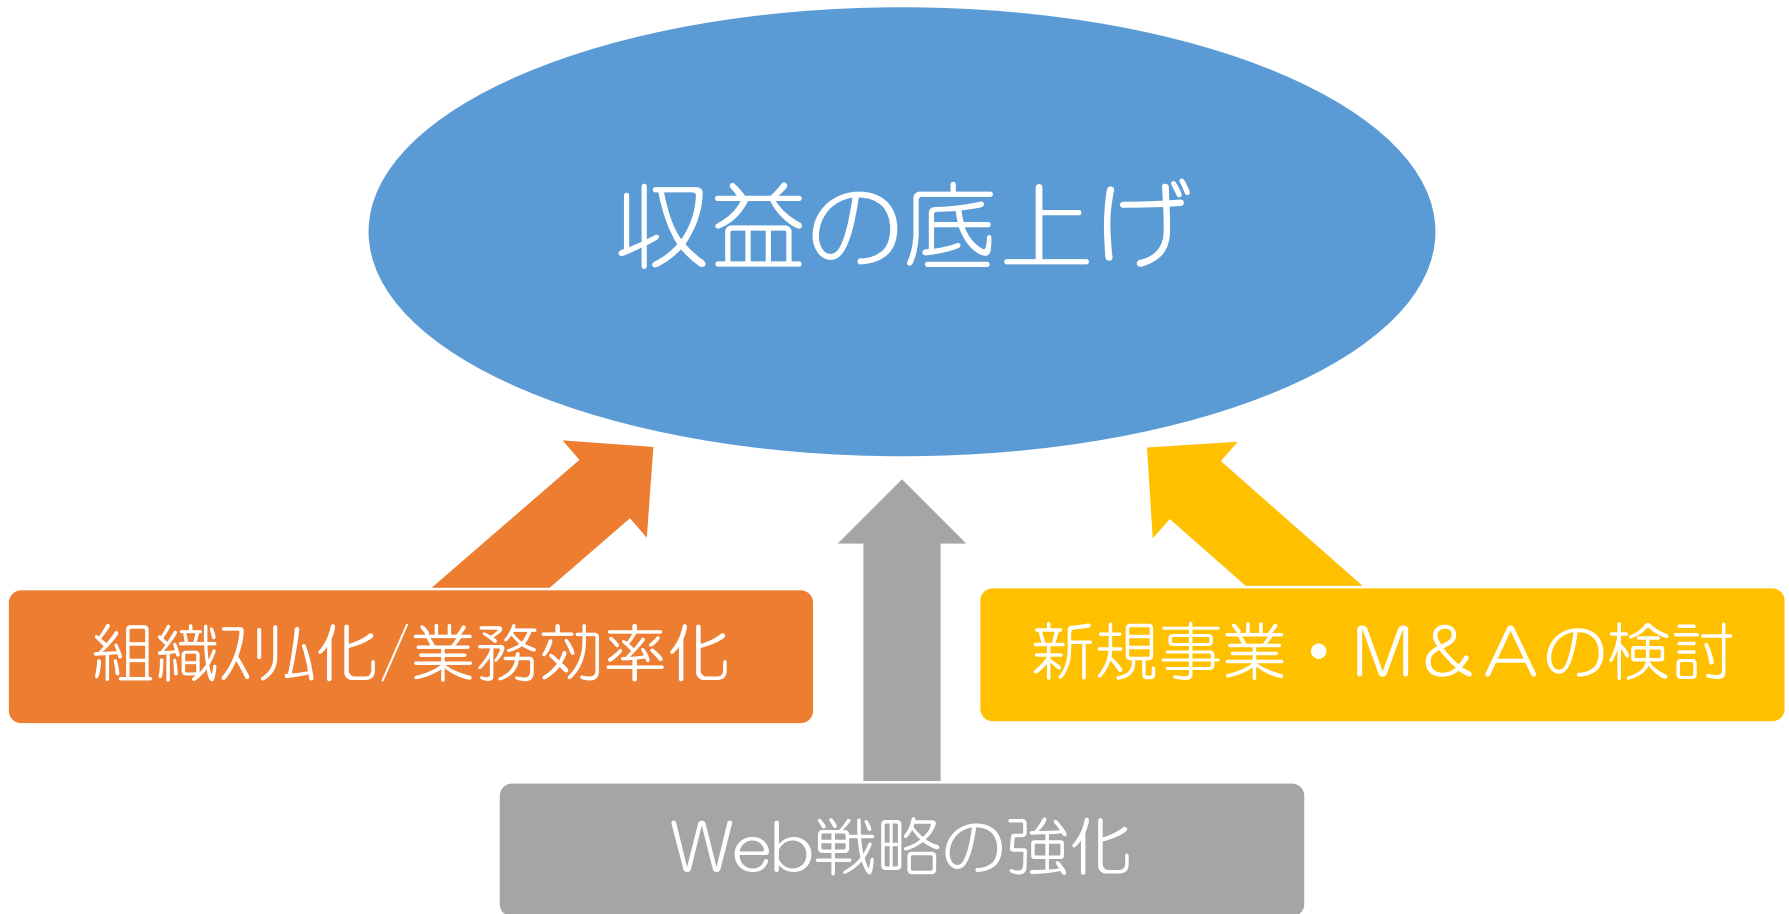 収益の底上げ
組織ｽﾘﾑ化/業務効率化
新規事業・Ｍ＆Ａの検討
Web戦略の強化